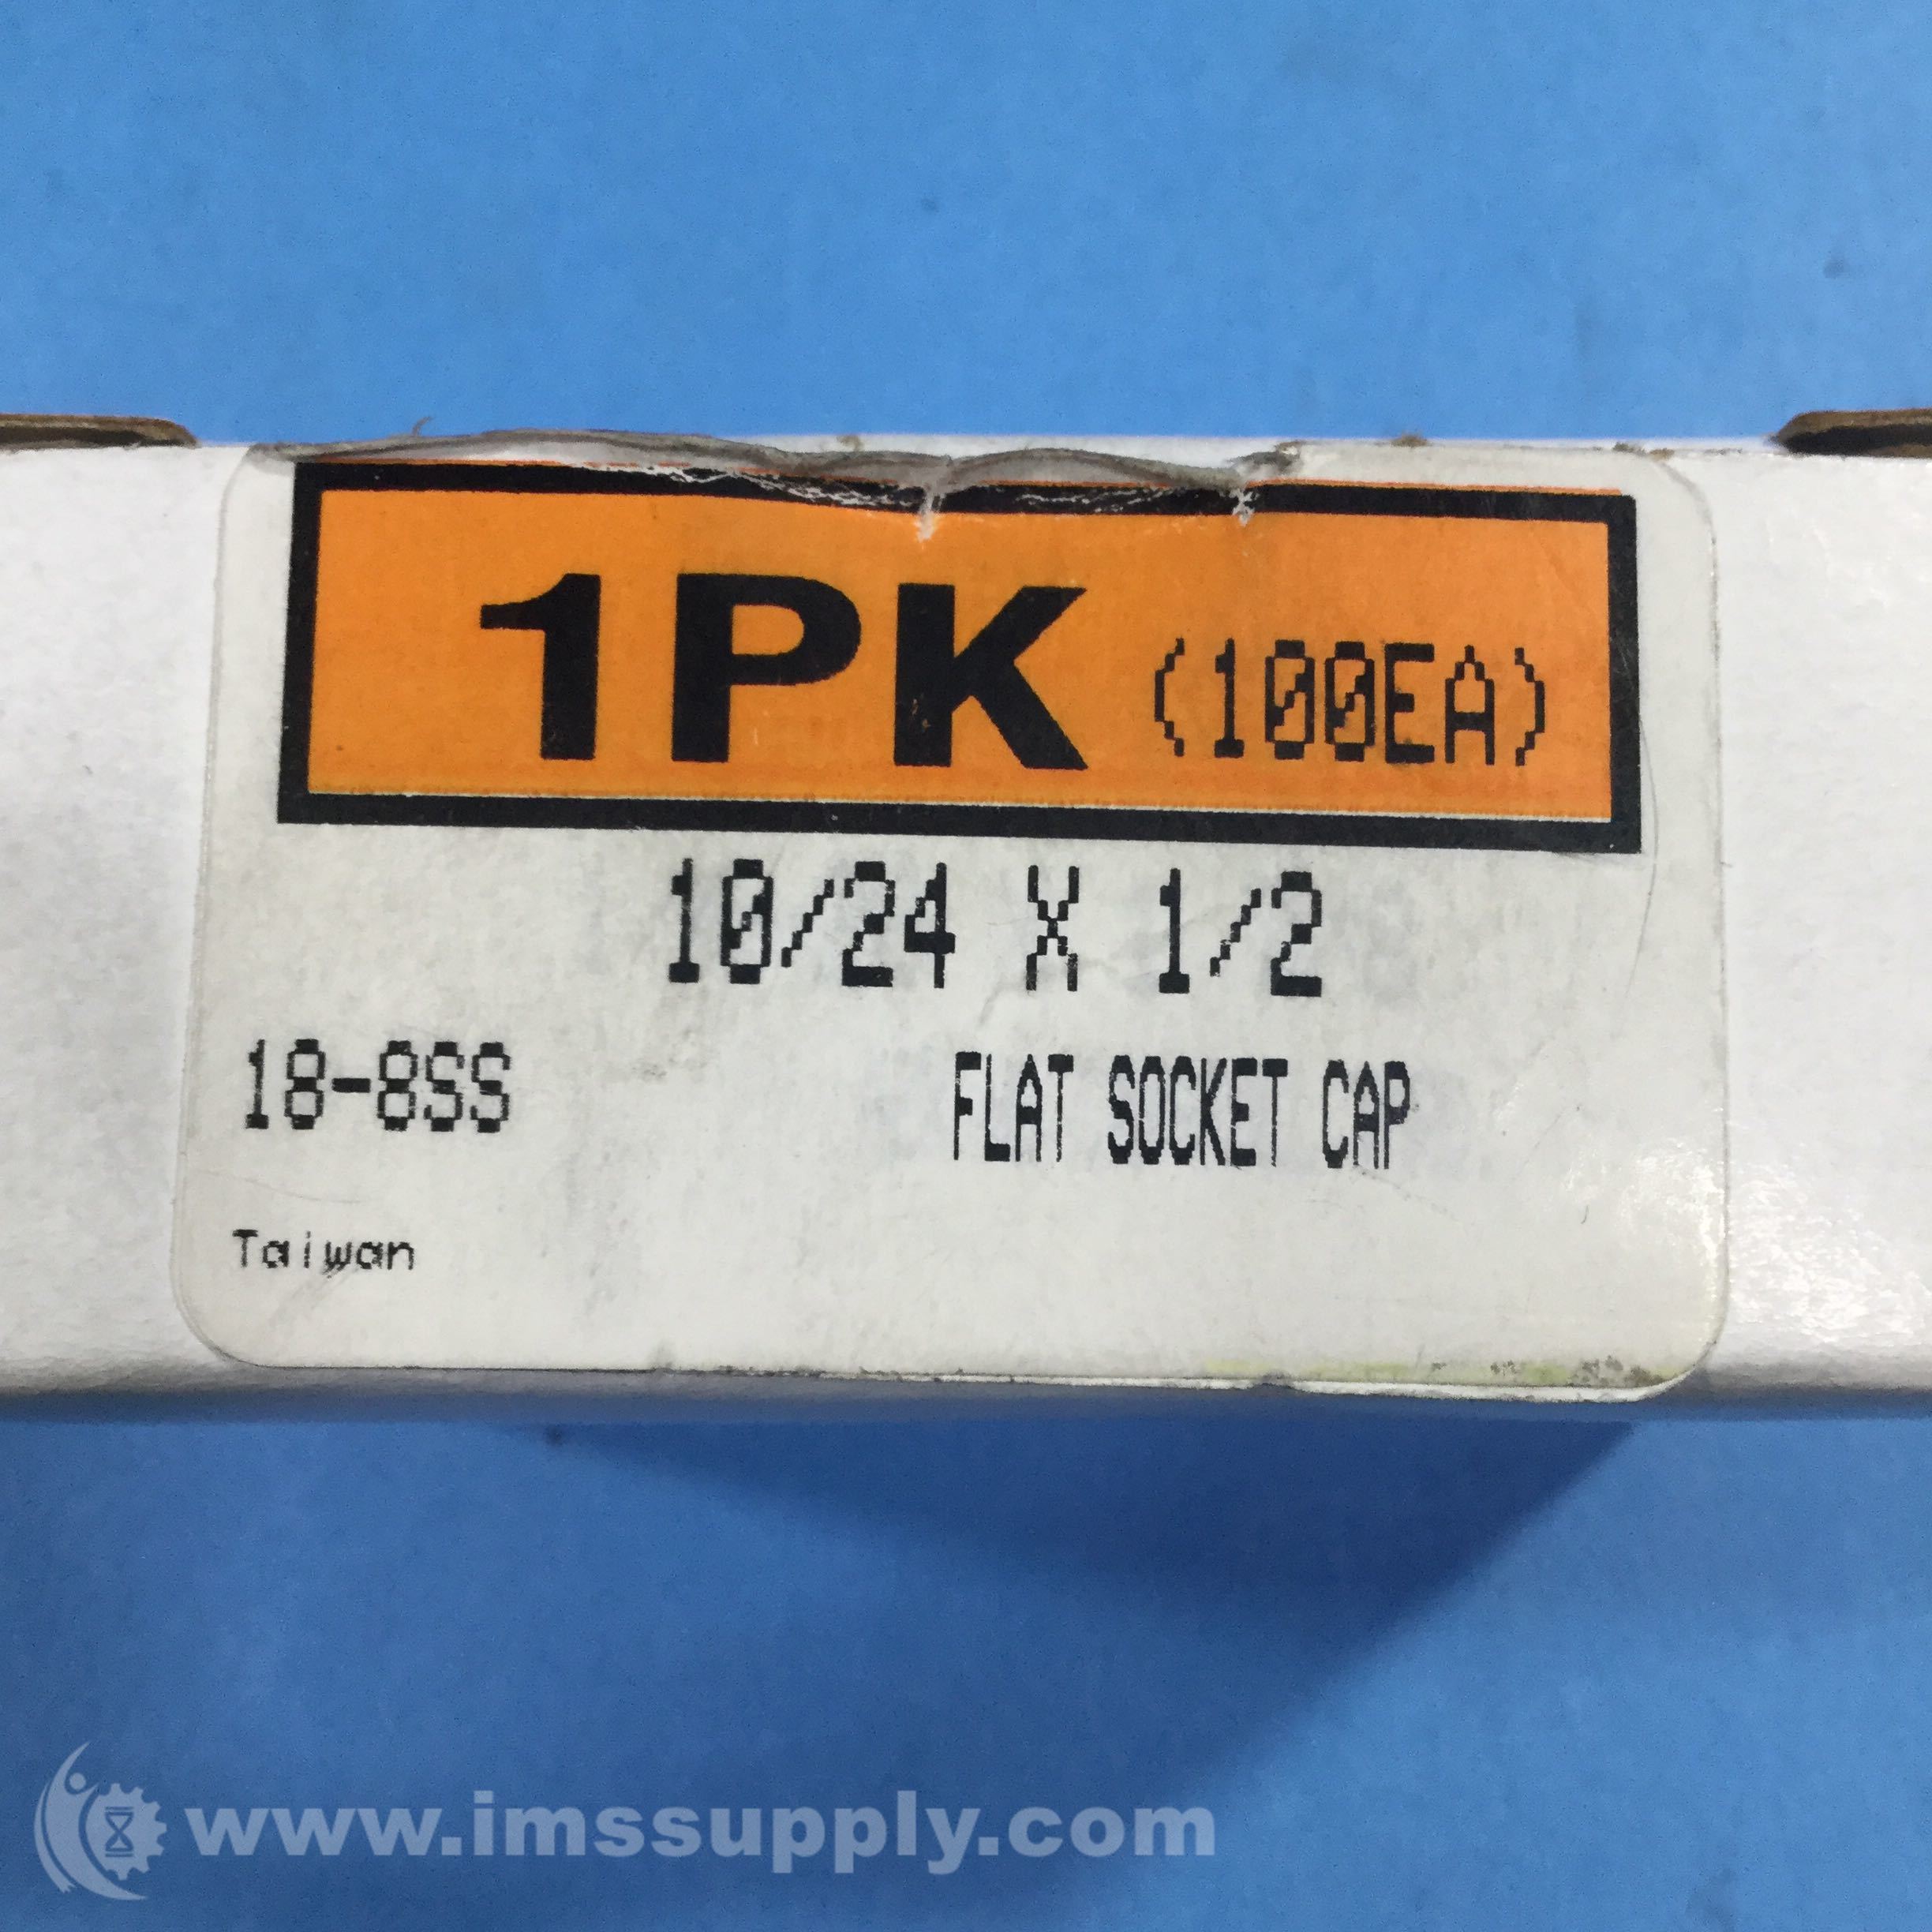 1PK (100EA)
10/24 X 1/2
18-8SS FLAT SOCKET CAP
Taiwan
www.imssupply.com